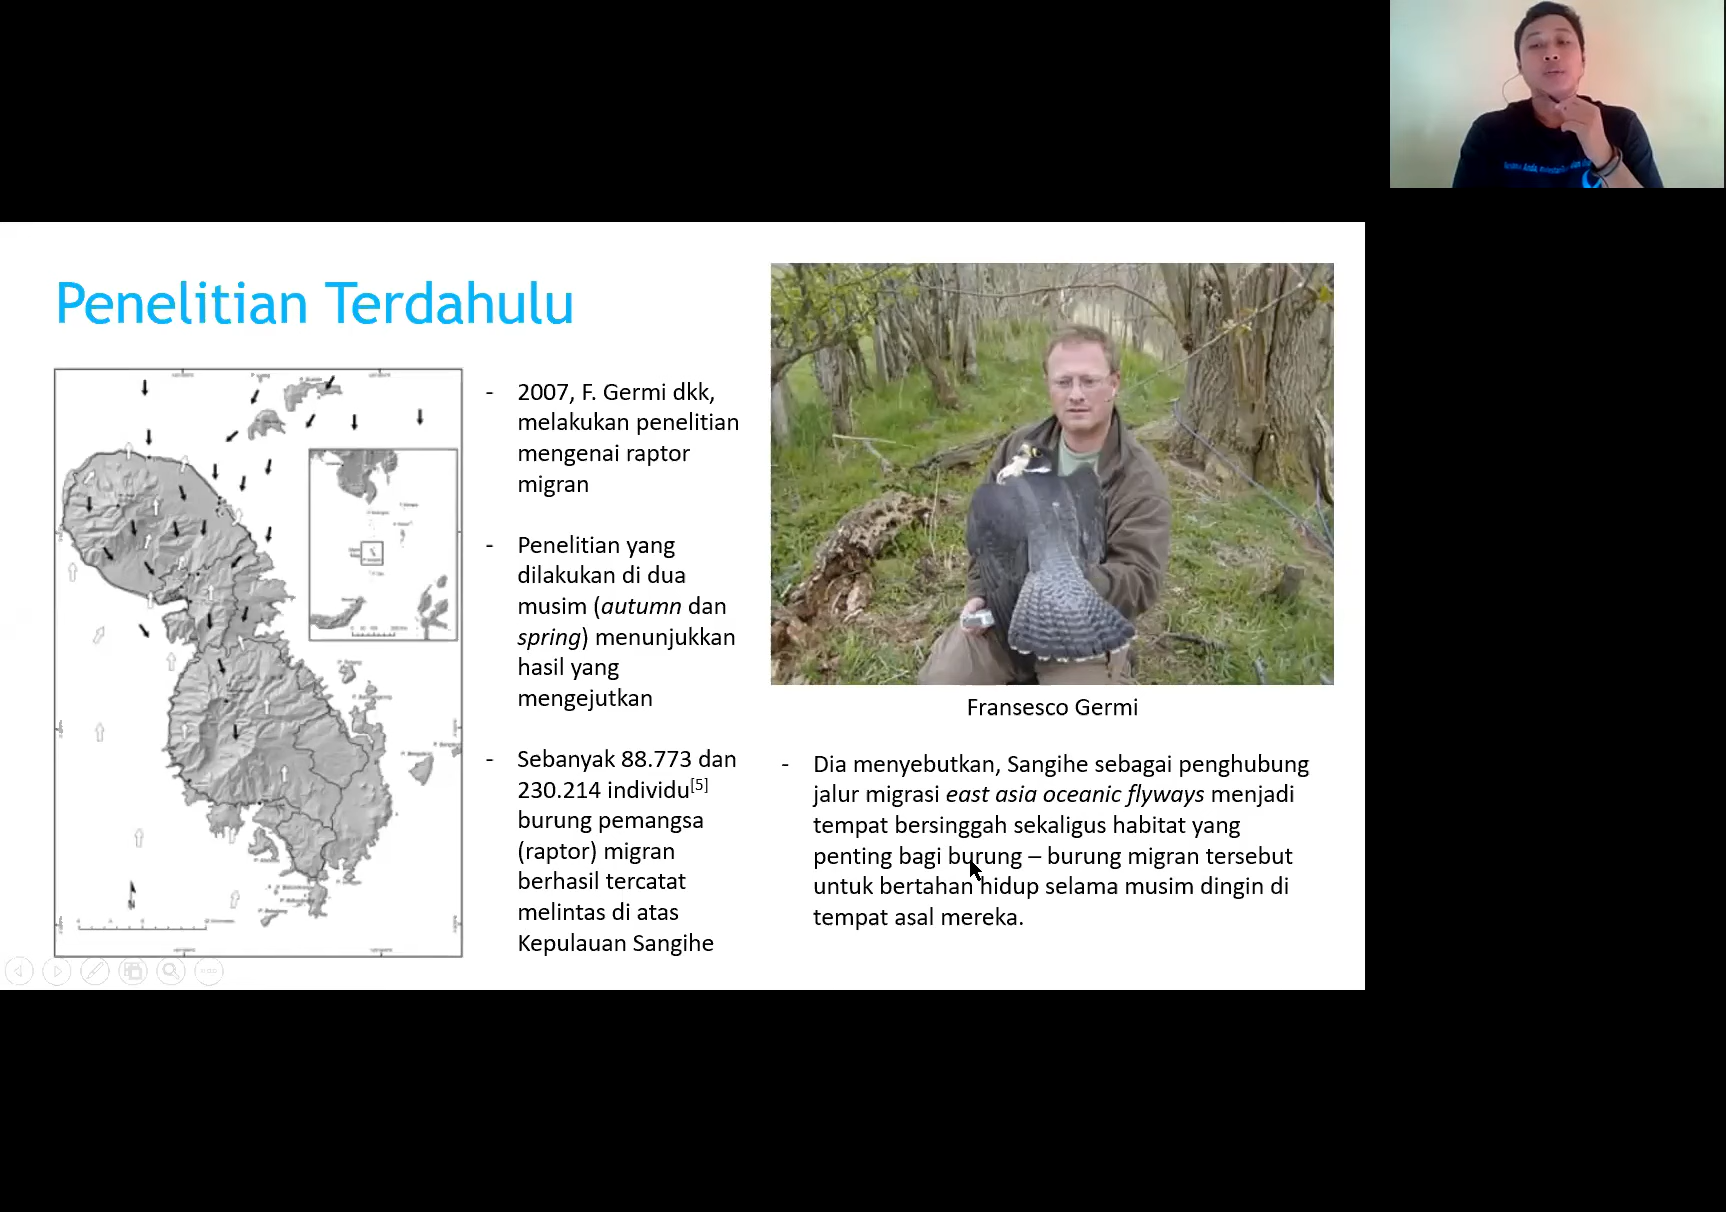 Penelitian Terdahulu
- 2007, F. Germi dkk,
melakukan penelitian
mengenai raptor
migran
- Penelitian yang
dilakukan di dua
musim (autumn dan
spring) menunjukkan
hasil yang
mengejutkan
- Sebanyak 88.773 dan
230.214 individu[5]
burung pemangsa
(raptor) migran
berhasil tercatat
melintas di atas
Kepulauan Sangihe
Fransesco Germi
- Dia menyebutkan, Sangihe sebagai penghubung
jalur migrasi east asia oceanic flyways menjadi
tempat bersinggah sekaligus habitat yang
penting bagi burung – burung migran tersebut
untuk bertahan hidup selama musim dingin di
tempat asal mereka.